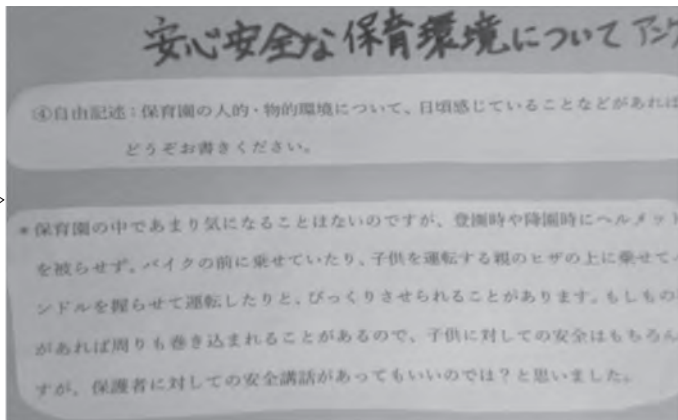 安心安全な保育環境についてアンケ
④自由記述：保育園の人的・物的環境について、日頃感じていることなどがあれば
どうぞお書きください。
＊保育園の中であまり気になることはないのですが、登園時や降園時にヘルメット
を被らせず。バイクの前に乗せていたり、子供を運転する親のヒザの上に乗せてハ
ンドルを握らせて運転したりと、びっくりさせられることがあります。もしもの
があれば周りも巻き込まれることがあるので、子供に対しての安全はもちろん
すが、保護者に対しての安全講話があってもいいのでは？と思いました。